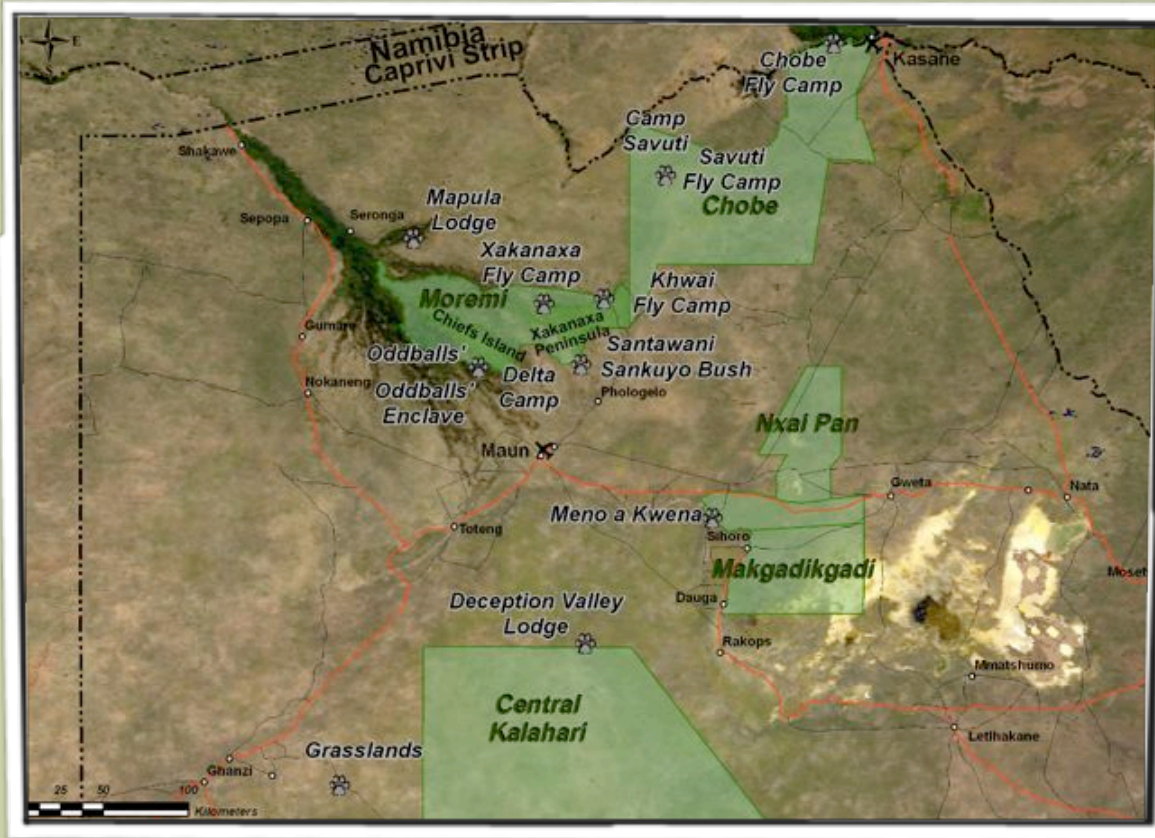 E
Namibia
Caprivi Strip
Chobe
Fly Camp
Kasane
Camp
Savuti
Shakawe
Savuti
Fly Camp
Chobe
Mapula
Lodge
Sepopa
Seronga
Xakanaxa
Fly Camp
Khwai
Fly Camp
Moremi
Chiefs Island
Xakanaxa
Peninsula
Gumare
Oddballs'
Santawani
Sankuyo Bush
Delta
Camp
Nokaneng
Oddballs'
Enclave
Phologelo
Nxai Pan
Maun
Gweta
Nata
Meno a Kwena
Toteng
Sihoro
Makgadikgadi
Moset
Deception Valley
Lodge
Dauga
Rakops
Mmatshumo
Central
Kalahari
Letlhakane
Grasslands
Ghanzi
25 50 100
Kilometers